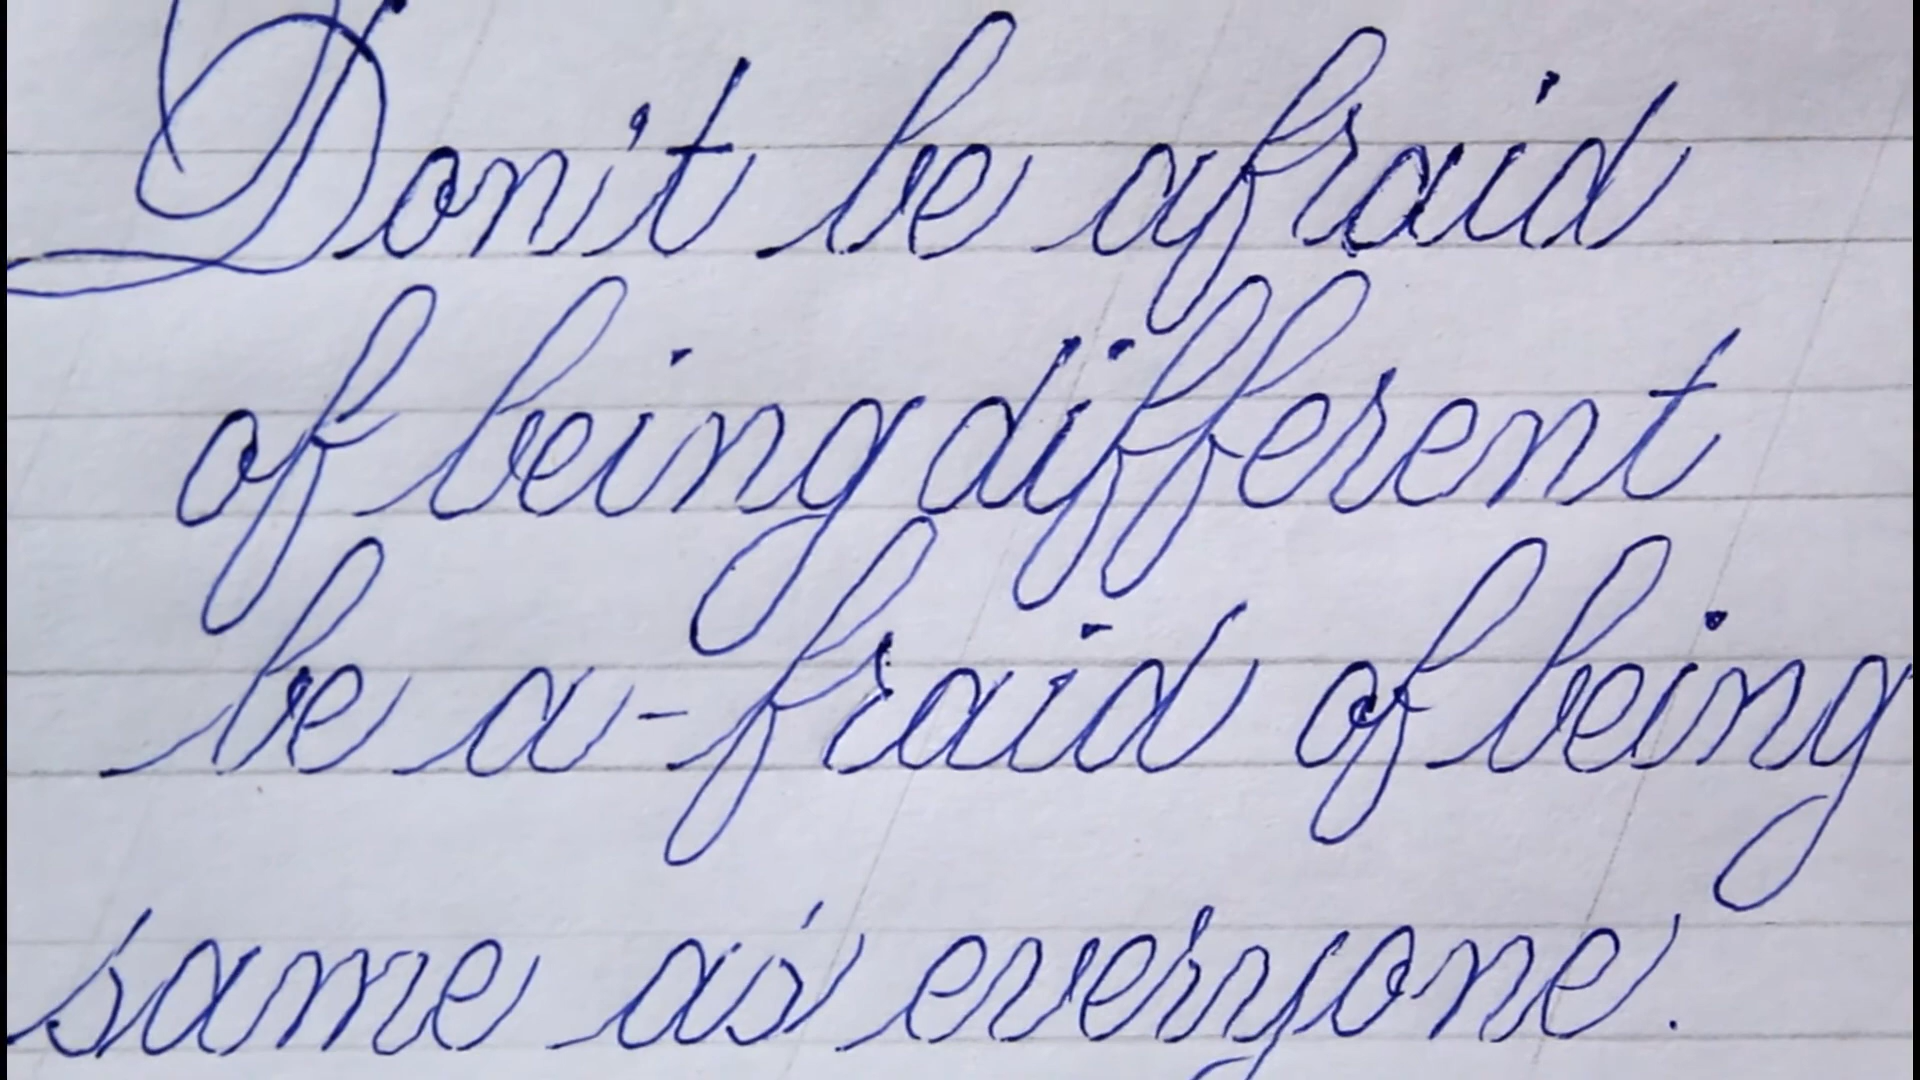 Don't be afraid
of being different
be a-fraid of being
same as everyone.